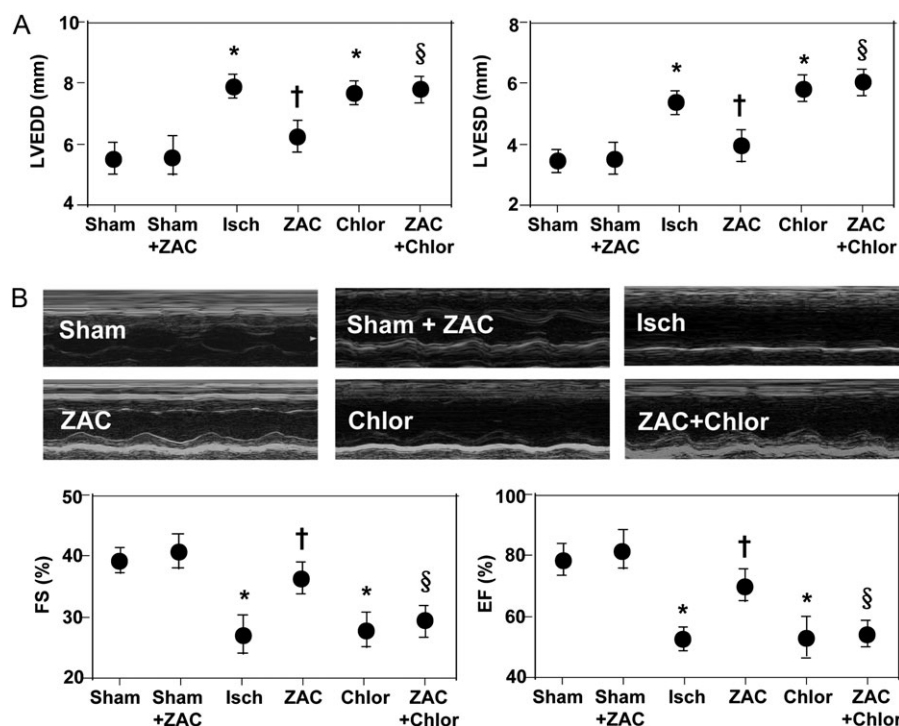 A
LVEDD (mm)
10
8
6
4
*
†
*
§
Sham
Sham
+ZAC
Isch
ZAC
Chlor
ZAC
+Chlor
LVESD (mm)
8
6
4
2
*
†
*
§
Sham
Sham
+ZAC
Isch
ZAC
Chlor
ZAC
+Chlor
B
Sham
Sham + ZAC
Isch
ZAC
Chlor
ZAC+Chlor
FS (%)
50
40
30
20
*
†
*
§
Sham
Sham
+ZAC
Isch
ZAC
Chlor
ZAC
+Chlor
EF (%)
100
80
60
40
*
†
*
§
Sham
Sham
+ZAC
Isch
ZAC
Chlor
ZAC
+Chlor